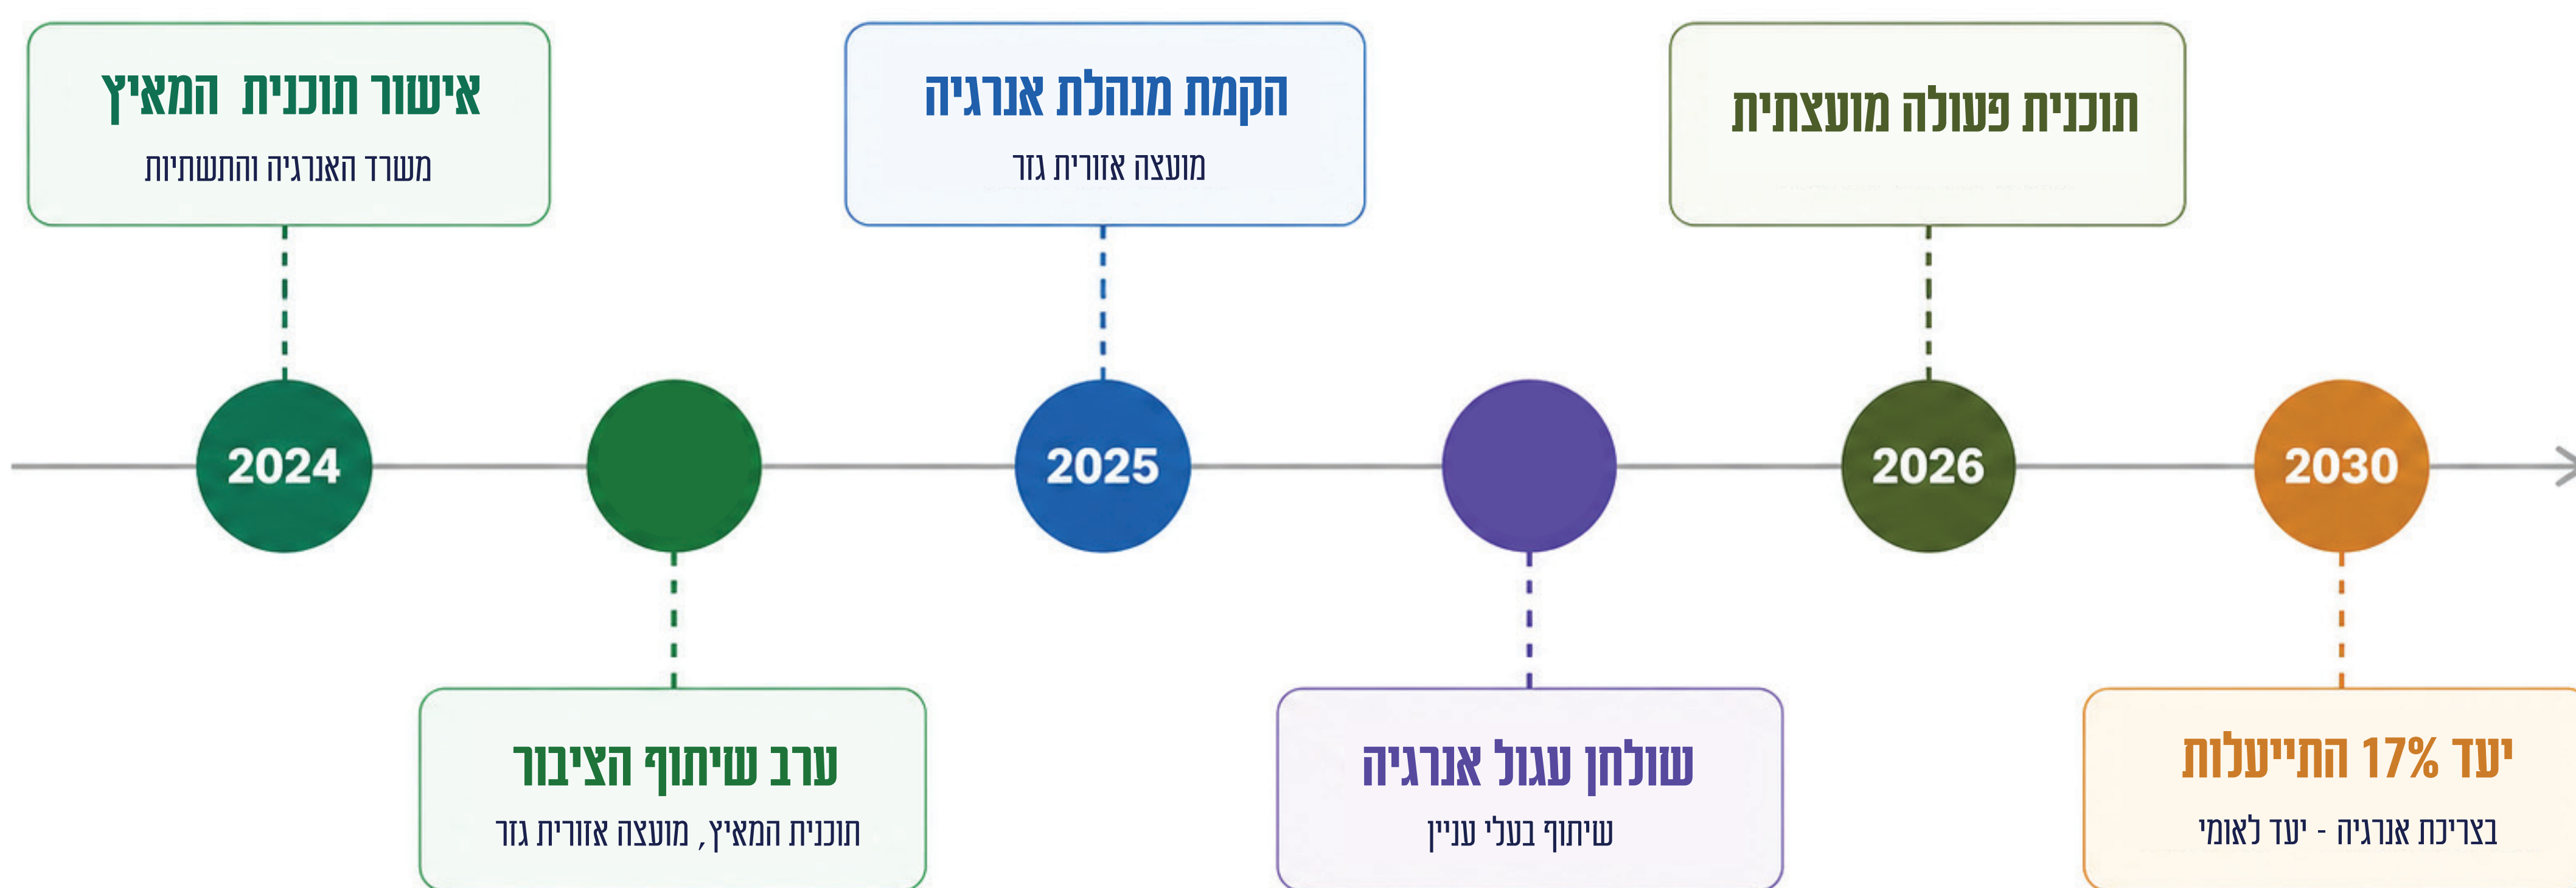 אישור תוכנית המאיץ
משרד האנרגיה והתשתיות
הקמת מנהלת אנרגיה
מועצה אזורית גזר
תוכנית פעולה מועצתית
2024
2025
2026
2030
ערב שיתוף הציבור
תוכנית המאיץ, מועצה אזורית גזר
שולחן עגול אנרגיה
שיתוף בעלי עניין
יעד 17% התייעלות
בצריכת אנרגיה - יעד לאומי